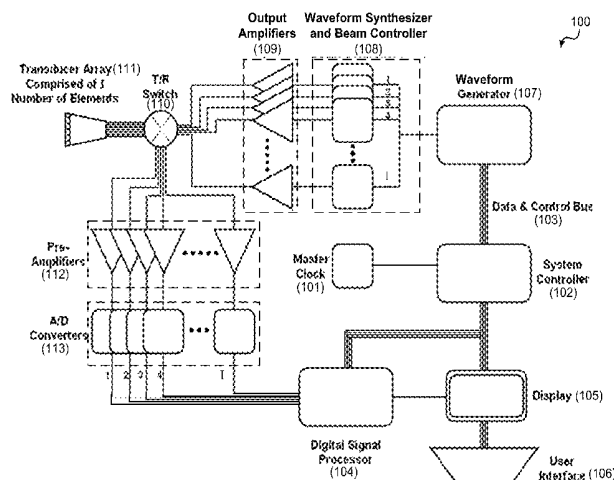 100
Output
Amplifiers
(109)
Waveform Synthesizer
and Beam Controller
(108)
Transducer Array (111)
Comprised of
Number of Elements
T/R
Switch
(110)
Waveform
Generator (107)
Data & Control Bus
(103)
Pre-
Amplifiers
(112)
Master
Clock
(101)
System
Controller
(102)
A/D
Converters
(113)
1 2 3 4
Display (105)
Digital Signal
Processor
(104)
User
Interface (106)